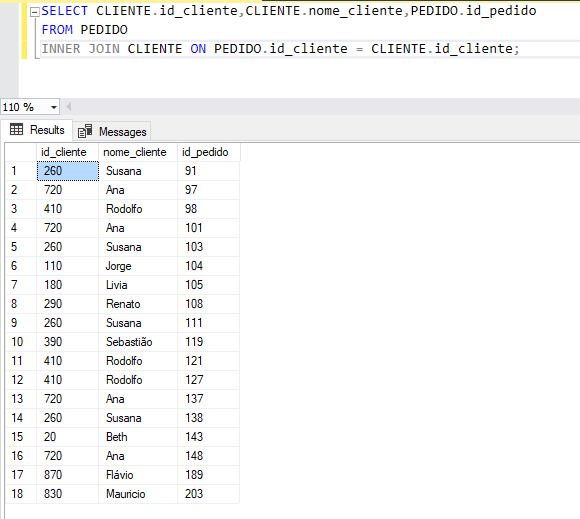 SELECT CLIENTE.id_cliente,CLIENTE.nome_cliente,PEDIDO.id_pedido
FROM PEDIDO
INNER JOIN CLIENTE ON PEDIDO.id_cliente = CLIENTE.id_cliente;
110 %
Results Messages
id_cliente nome_cliente id_pedido
1 260 Susana 91
2 720 Ana 97
3 410 Rodolfo 98
4 720 Ana 101
5 260 Susana 103
6 110 Jorge 104
7 180 Livia 105
8 290 Renato 108
9 260 Susana 111
10 390 Sebastião 119
11 410 Rodolfo 121
12 410 Rodolfo 127
13 720 Ana 137
14 260 Susana 138
15 20 Beth 143
16 720 Ana 148
17 870 Flávio 189
18 830 Mauricio 203